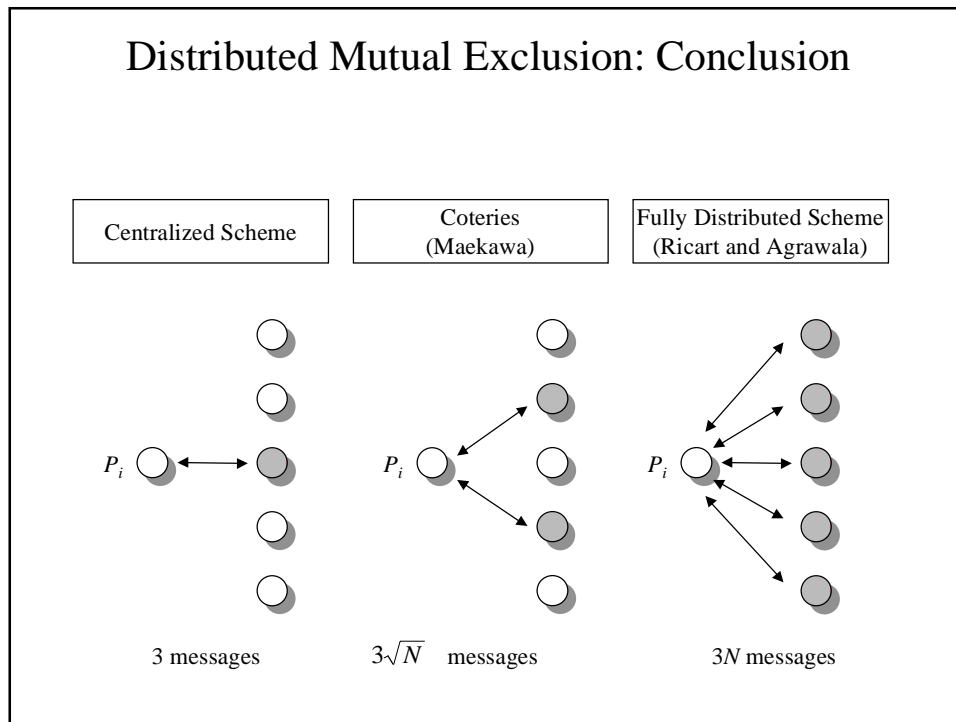 Distributed Mutual Exclusion: Conclusion
Centralized Scheme
Coteries
(Maekawa)
Fully Distributed Scheme
(Ricart and Agrawala)
P_i
P_i
P_i
3 messages
3√N messages
3N messages